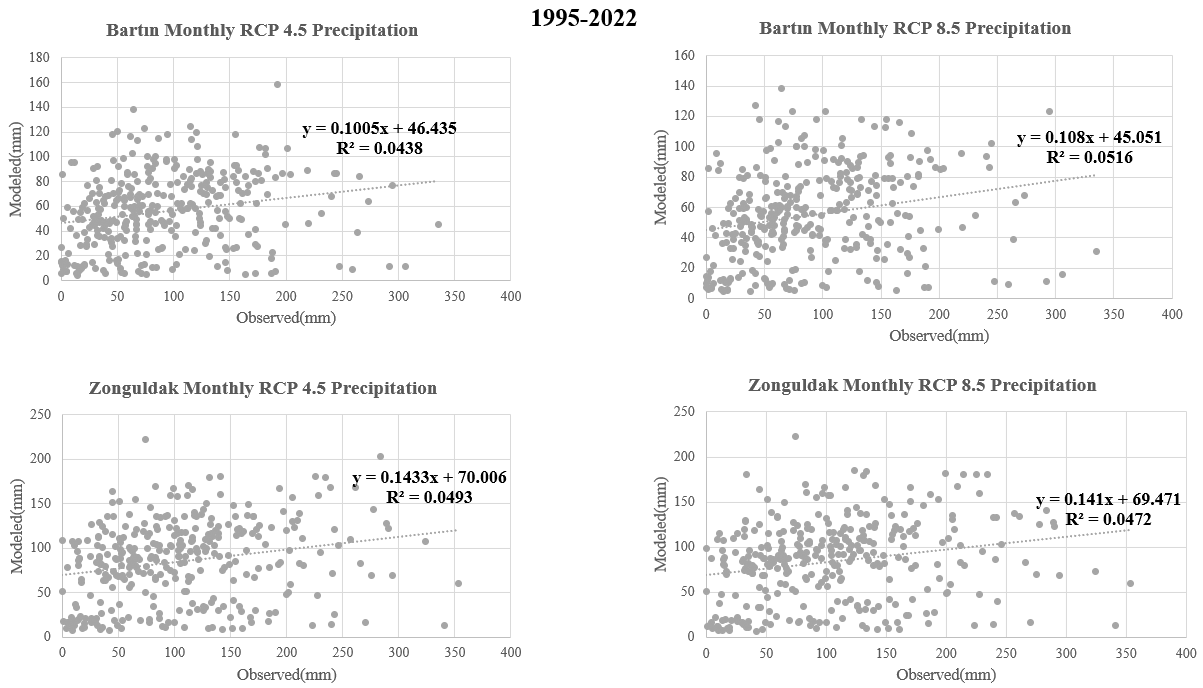 1995-2022
Bartın Monthly RCP 4.5 Precipitation
Modeled(mm)
180
160
140
120
100
80
60
40
20
0
y = 0.1005x + 46.435
R² = 0.0438
0 50 100 150 200 250 300 350 400
Observed(mm)
Bartın Monthly RCP 8.5 Precipitation
Modeled(mm)
160
140
120
100
80
60
40
20
0
y = 0.108x + 45.051
R² = 0.0516
0 50 100 150 200 250 300 350 400
Observed(mm)
Zonguldak Monthly RCP 4.5 Precipitation
Modeled(mm)
250
200
150
100
50
0
y = 0.1433x + 70.006
R² = 0.0493
0 50 100 150 200 250 300 350 400
Observed(mm)
Zonguldak Monthly RCP 8.5 Precipitation
Modeled(mm)
250
200
150
100
50
0
y = 0.141x + 69.471
R² = 0.0472
0 50 100 150 200 250 300 350 400
Observed(mm)